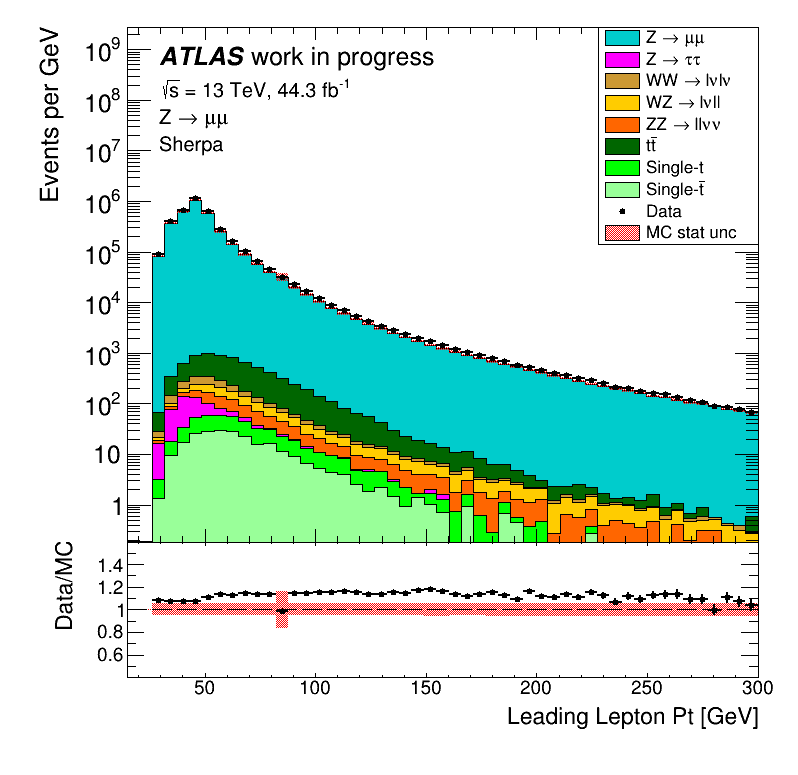 Events per GeV
10⁹
10⁸
10⁷
10⁶
10⁵
10⁴
10³
10²
10
1
ATLAS work in progress
√s = 13 TeV, 44.3 fb⁻¹
Z → μμ
Sherpa
Z → μμ
Z → ττ
WW → lνlν
WZ → lνll
ZZ → llνν
tt̄
Single-t
Single-t̄
Data
MC stat unc
Data/MC
1.4
1.2
1
0.8
0.6
50 100 150 200 250 300
Leading Lepton Pt [GeV]